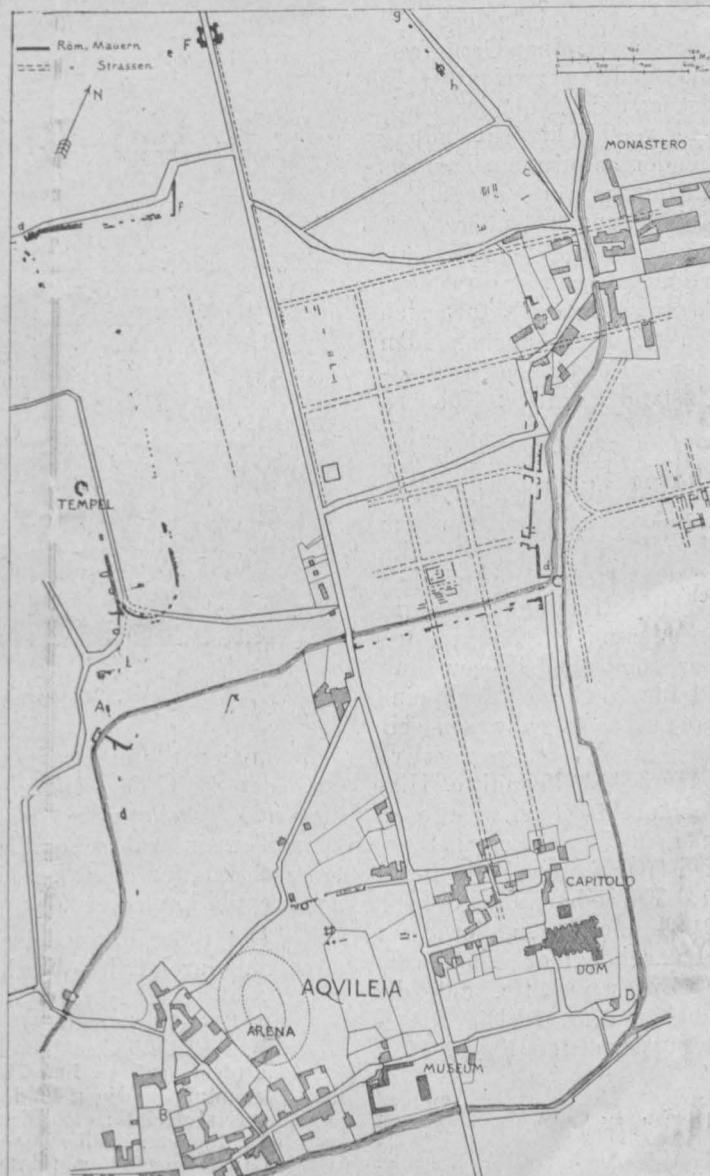 Röm. Mauern
" Strassen
N
e
F
g
h
MONASTERO
c
F
d
e
TEMPEL
b
a
C
A
d
CAPITOLO
DOM
D
AQVILEIA
ARENA
MUSEUM
B